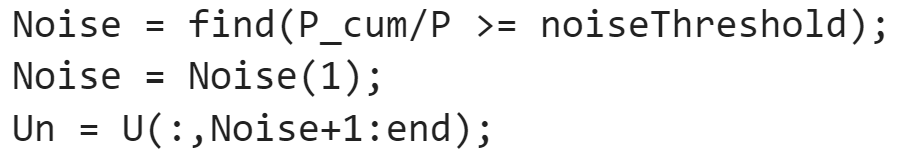 Noise = find(P_cum/P >= noiseThreshold);
Noise = Noise(1);
Un = U(:,Noise+1:end);